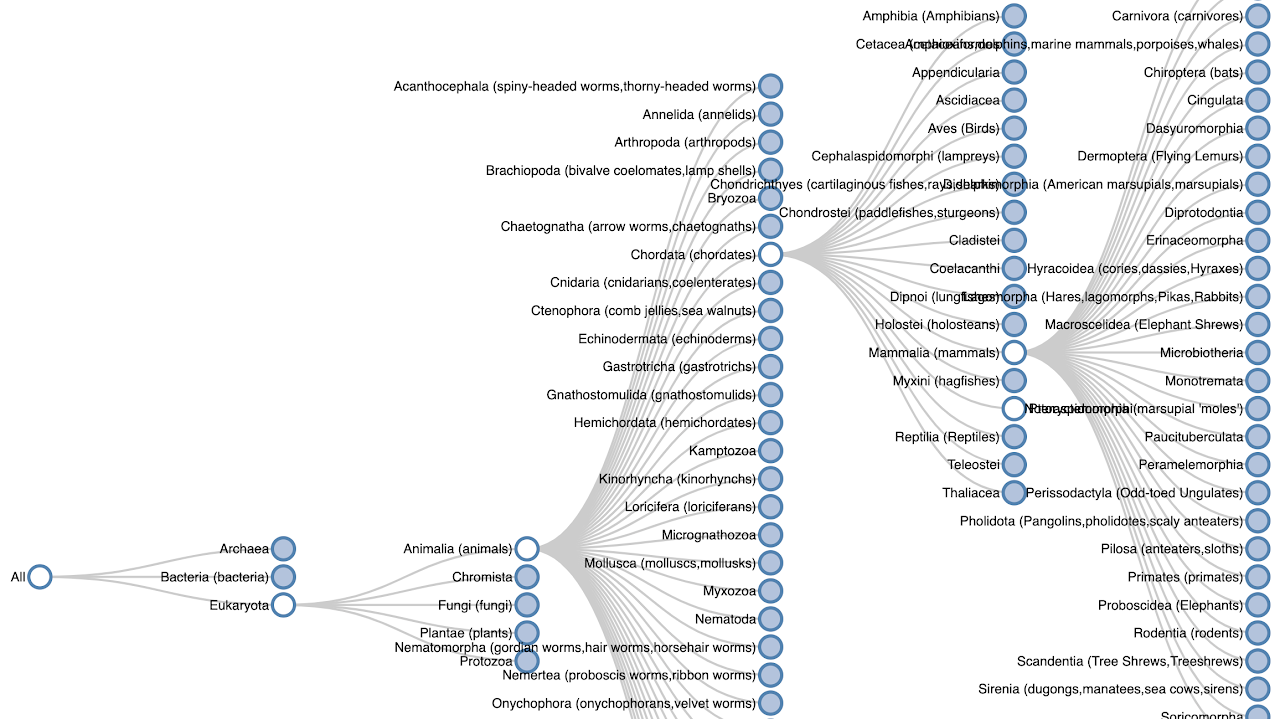 All
Archaea
Bacteria (bacteria)
Eukaryota
Animalia (animals)
Chromista
Fungi (fungi)
Plantae (plants)
Protozoa
Acanthocephala (spiny-headed worms,thorny-headed worms)
Annelida (annelids)
Arthropoda (arthropods)
Brachiopoda (bivalve coelomates,lamp shells)
Bryozoa
Chaetognatha (arrow worms,chaetognaths)
Chordata (chordates)
Cnidaria (cnidarians,coelenterates)
Ctenophora (comb jellies,sea walnuts)
Echinodermata (echinoderms)
Gastrotricha (gastrotrichs)
Gnathostomulida (gnathostomulids)
Hemichordata (hemichordates)
Kamptozoa
Kinorhyncha (kinorhynchs)
Loricifera (loriciferans)
Micrognathozoa
Mollusca (molluscs,mollusks)
Myxozoa
Nematoda
Nematomorpha (gordian worms,hair worms,horsehair worms)
Nemertea (proboscis worms,ribbon worms)
Onychophora (onychophorans,velvet worms)
Amphibia (Amphibians)
Appendicularia
Ascidiacea
Aves (Birds)
Cephalaspidomorphi (lampreys)
Chondrichthyes (cartilaginous fishes,rays,sharks)
Chondrostei (paddlefishes,sturgeons)
Cladistei
Coelacanthi
Dipnoi (lungfishes)
Holostei (holosteans)
Mammalia (mammals)
Myxini (hagfishes)
Reptilia (Reptiles)
Teleostei
Thaliacea
Carnivora (carnivores)
Cetacea dolphins,marine mammals,porpoises,whales)
Chiroptera (bats)
Cingulata
Dasyuromorphia
Dermoptera (Flying Lemurs)
Didelphimorphia (American marsupials,marsupials)
Diprotodontia
Erinaceomorpha
Hyracoidea (cories,dassies,Hyraxes)
Lagomorpha (Hares,lagomorphs,Pikas,Rabbits)
Macroscelidea (Elephant Shrews)
Microbiotheria
Monotremata
(marsupial 'moles')
Paucituberculata
Peramelemorphia
Perissodactyla (Odd-toed Ungulates)
Pholidota (Pangolins,pholidotes,scaly anteaters)
Pilosa (anteaters,sloths)
Primates (primates)
Proboscidea (Elephants)
Rodentia (rodents)
Scandentia (Tree Shrews,Treeshrews)
Sirenia (dugongs,manatees,sea cows,sirens)
Soricomorpha